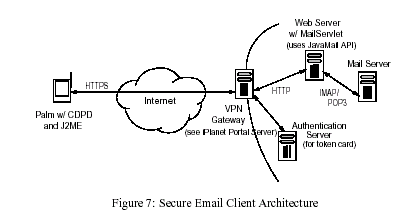 Web Server
w/ MailServlet
(uses JavaMail API)
Mail Server
HTTPS
Internet
HTTP
IMAP/
POP3
Palm w/ CDPD
and J2ME
VPN
Gateway
(see iPlanet Portal Server)
Authentication
Server
(for token card)
Figure 7: Secure Email Client Architecture